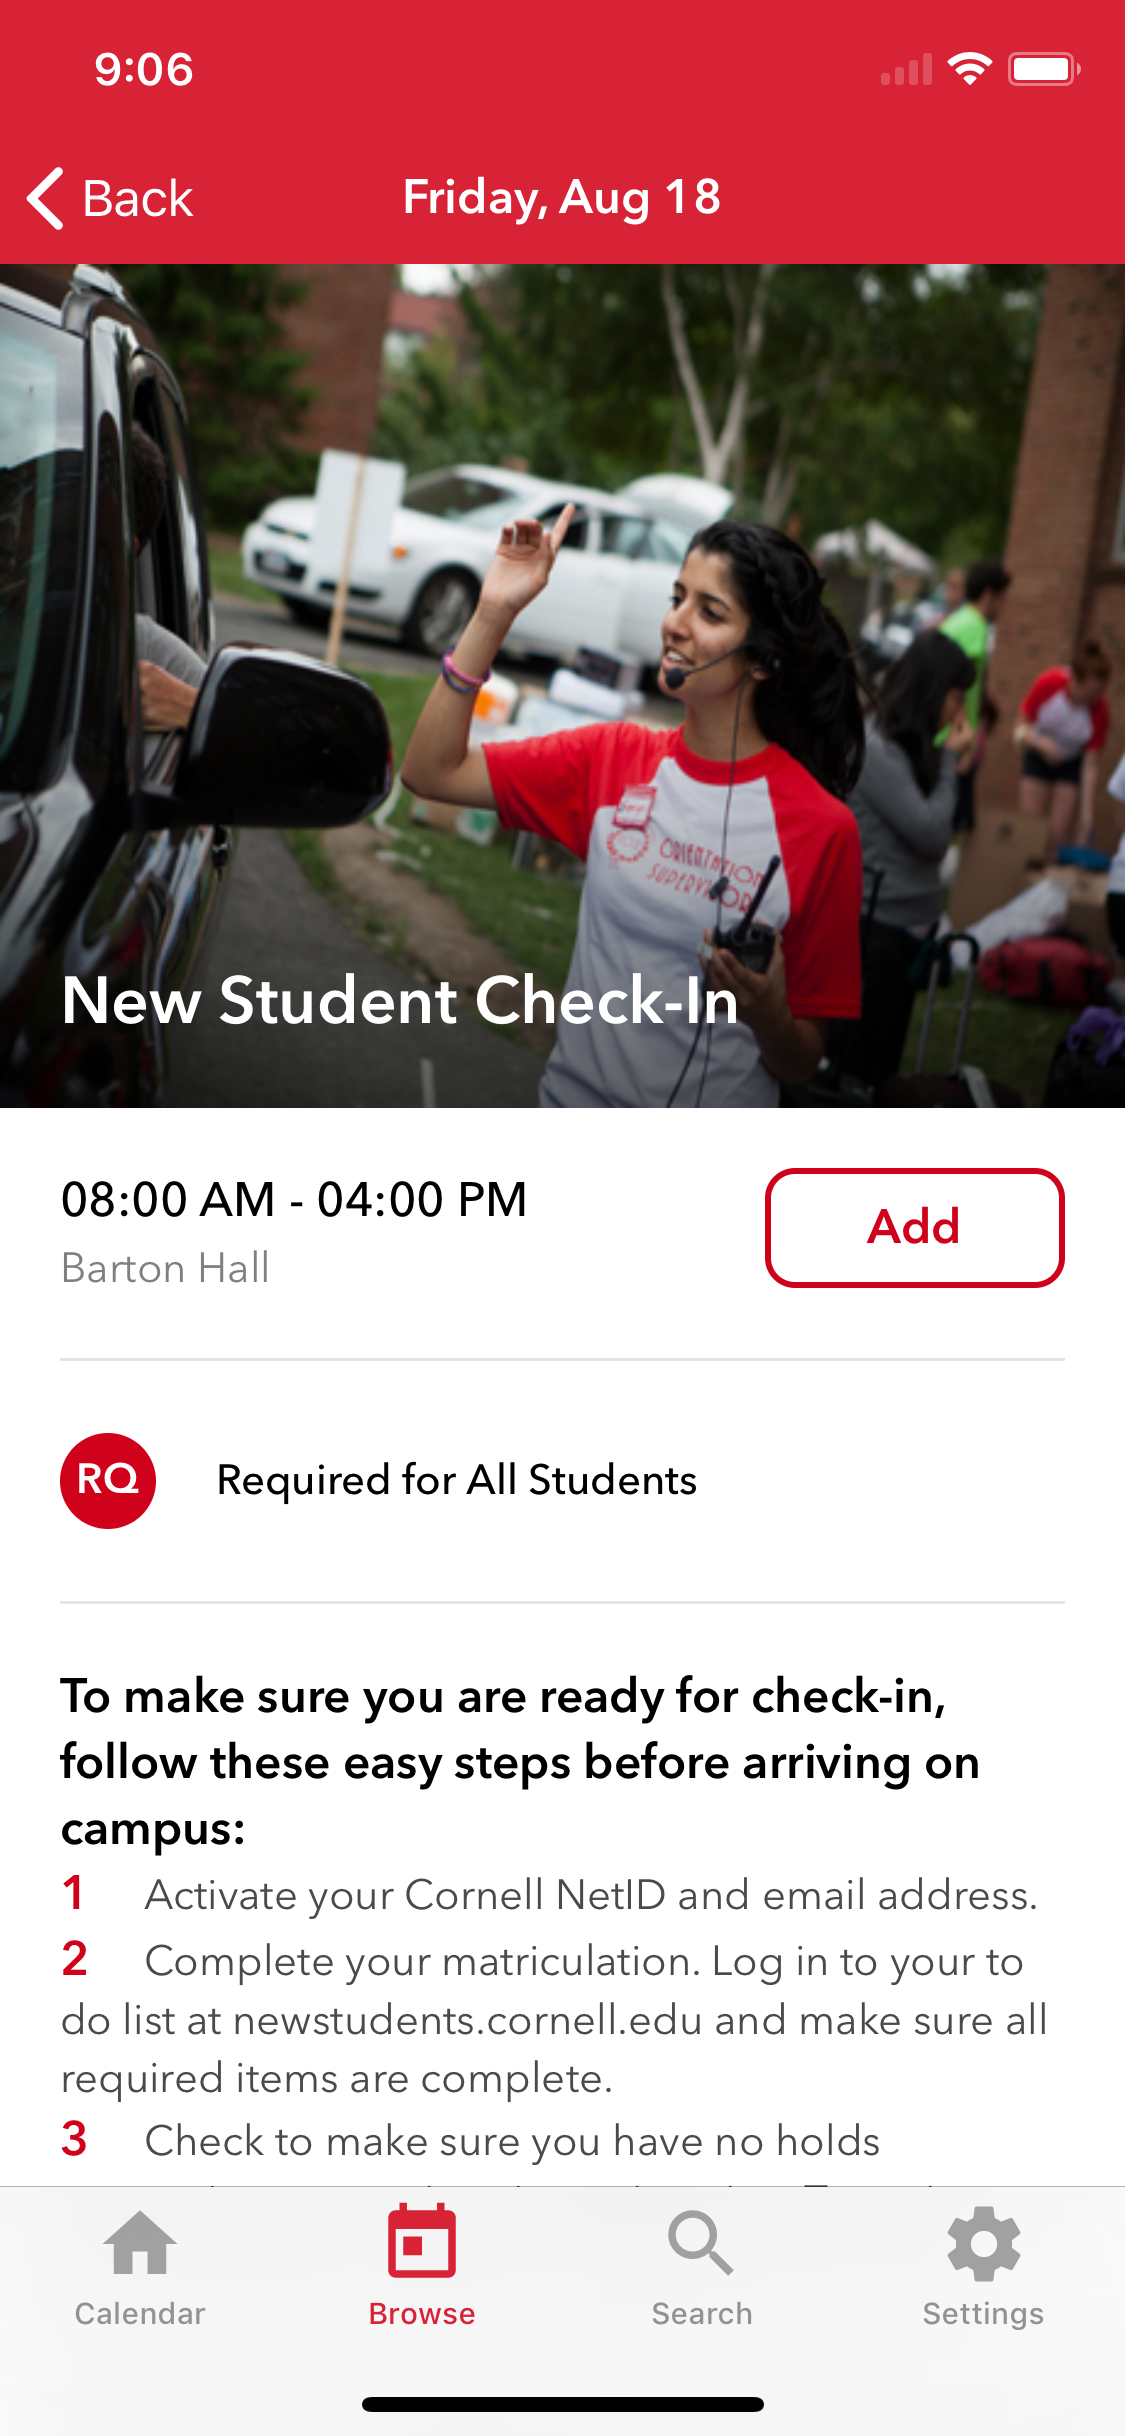 9:06
Back
Friday, Aug 18
ORIENTATION
SUPERVISOR
New Student Check-In
08:00 AM - 04:00 PM
Barton Hall
Add
RQ
Required for All Students
To make sure you are ready for check-in,
follow these easy steps before arriving on
campus:
1 Activate your Cornell NetID and email address.
2 Complete your matriculation. Log in to your to
do list at newstudents.cornell.edu and make sure all
required items are complete.
3 Check to make sure you have no holds
Calendar
Browse
Search
Settings